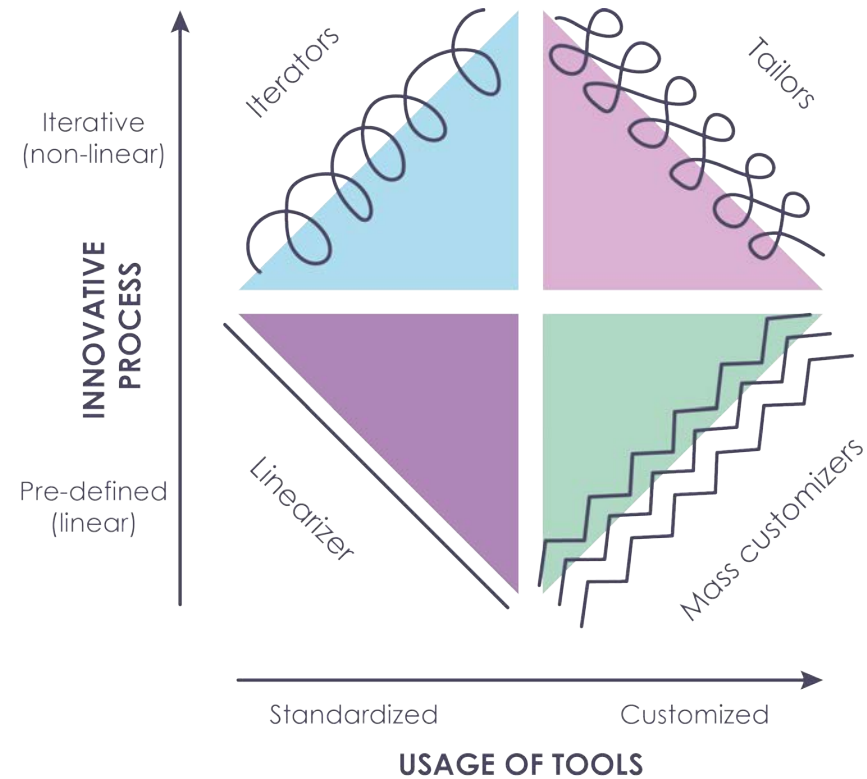 Iterators
Tailors
Iterative
(non-linear)
INNOVATIVE
PROCESS
Pre-defined
(linear)
Linearizer
Mass customizers
Standardized
Customized
USAGE OF TOOLS